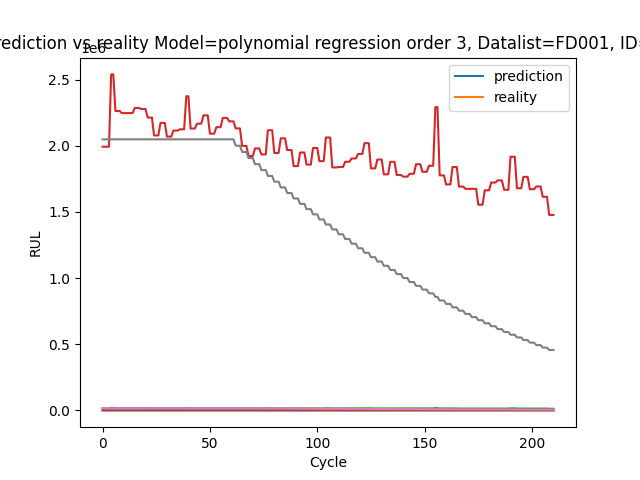 rediction vs reality Model=polynomial regression order 3, Datalist=FD001, ID=
1e6
2.5
2.0
1.5
1.0
0.5
0.0
RUL
prediction
reality
0 50 100 150 200
Cycle